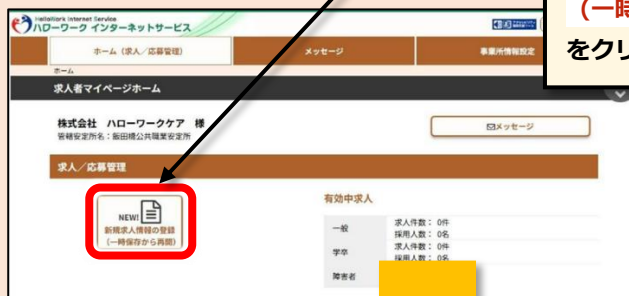 HelloWork Internet Service
ハローワーク インターネットサービス
(一時
をクリ
ホーム（求人／応募管理）
メッセージ
事業所情報設定
ホーム
求人者マイページホーム
株式会社　ハローワークケア　様
管轄安定所名：飯田橋公共職業安定所
メッセージ
求人／応募管理
NEW!
新規求人情報の登録
(一時保存から再開)
有効中求人
一般
求人件数： 0件
採用人数： 0名
学卒
求人件数： 0件
採用人数： 0名
障害者